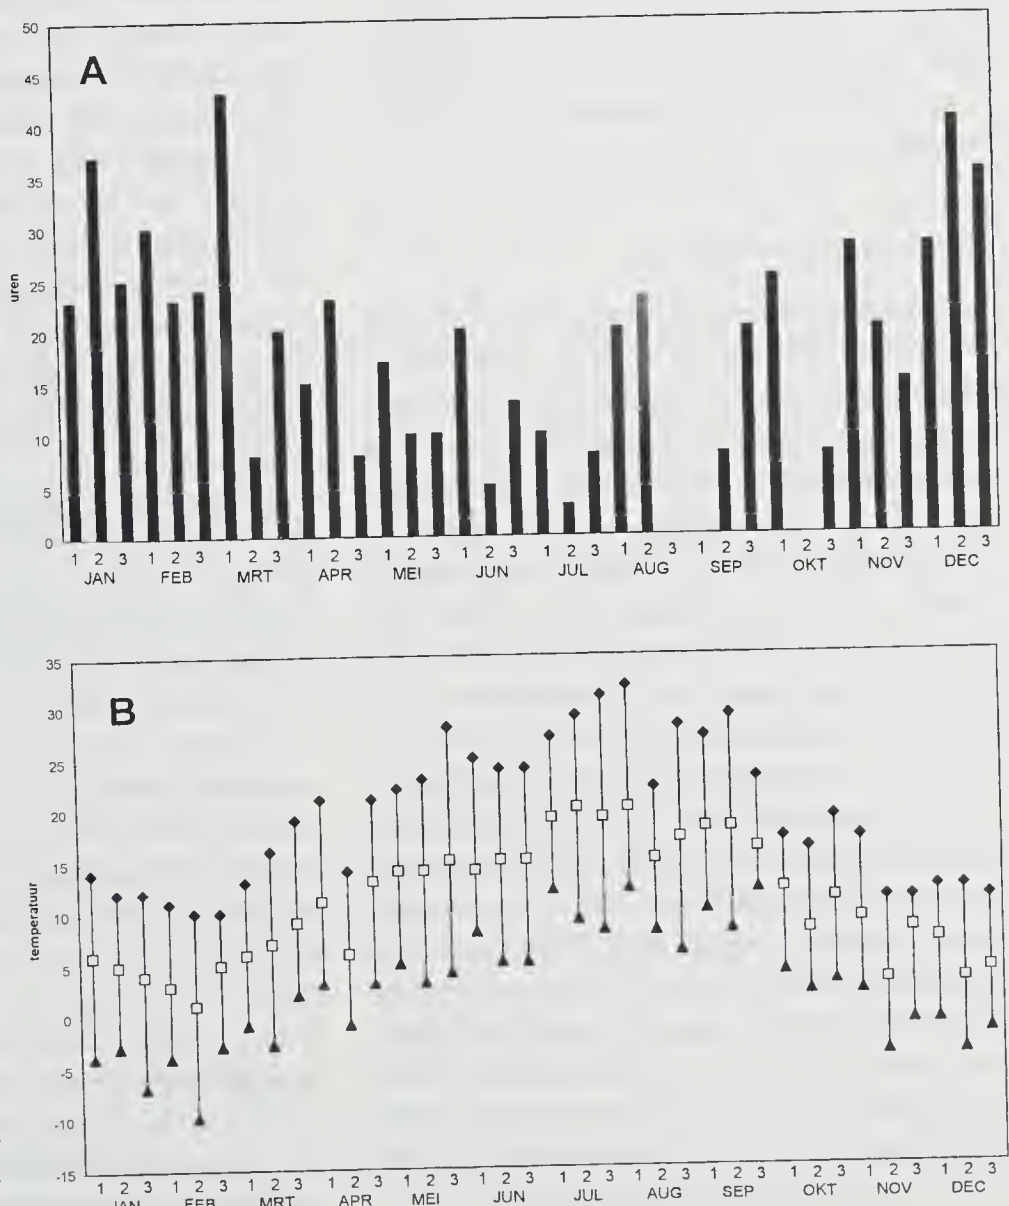 A
50
45
40
35
30
25
20
15
10
5
0
uren
1 2 3 1 2 3 1 2 3 1 2 3 1 2 3 1 2 3 1 2 3 1 2 3 1 2 3 1 2 3 1 2 3 1 2 3
JAN FEB MRT APR MEI JUN JUL AUG SEP OKT NOV DEC
B
35
30
25
20
15
10
5
0
-5
-10
-15
temperatuur
1 2 3 1 2 3 1 2 3 1 2 3 1 2 3 1 2 3 1 2 3 1 2 3 1 2 3 1 2 3 1 2 3 1 2 3
JAN FEB MRT APR MEI JUN JUL AUG SEP OKT NOV DEC